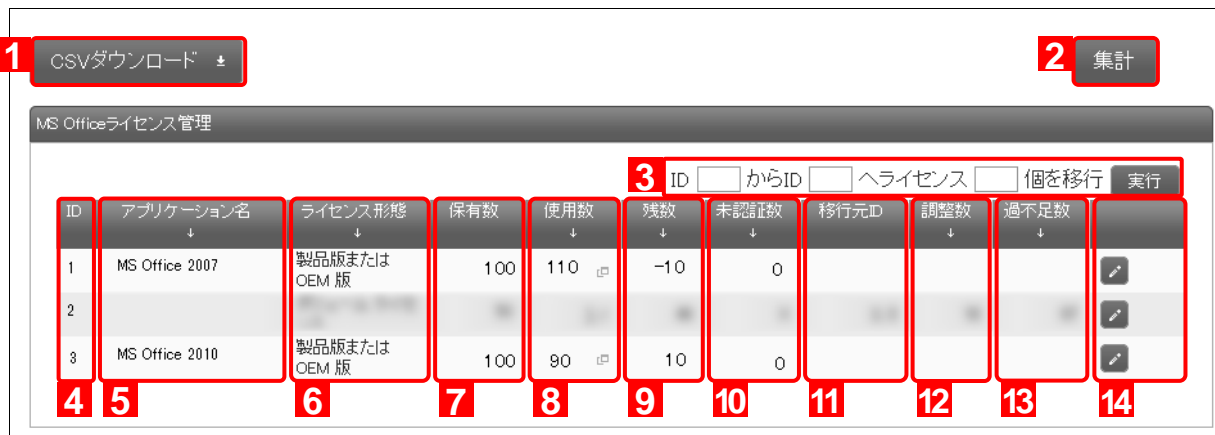 1 CSVダウンロード
2 集計
MS Officeライセンス管理
3 ID からID へライセンス 個を移行 実行
ID アプリケーション名 ライセンス形態 保有数 使用数 残数 未認証数 移行元ID 調整数 過不足数
↓ ↓ ↓ ↓ ↓ ↓ ↓
1 MS Office 2007 製品版または 100 110 -10 0
OEM 版
2
3 MS Office 2010 製品版または 100 90 10 0
OEM 版
4 5 6 7 8 9 10 11 12 13 14